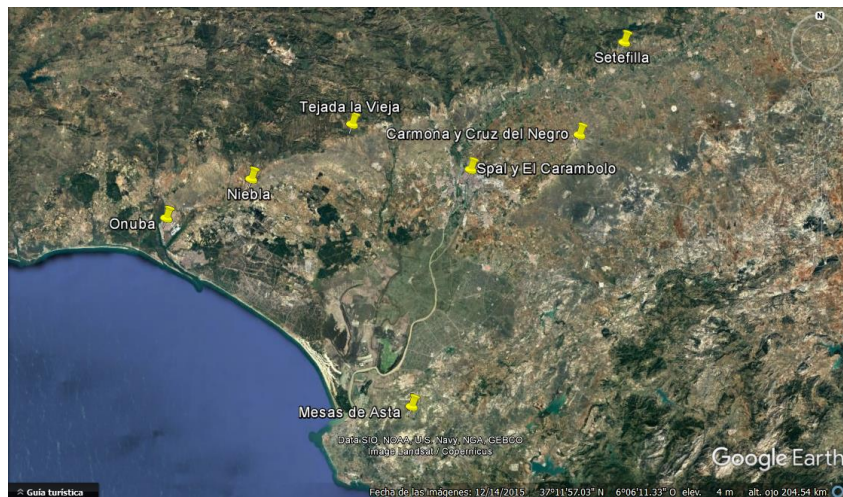 N
Setefilla
Tejada la Vieja
Carmona y Cruz del Negro
Spal y El Carambolo
Niebla
Onuba
Mesas de Asta
Data SIO, NOAA, U.S. Navy, NGA, GEBCO
Image Landsat / Copernicus
Google Earth
Guía turística
Fecha de las imágenes: 12/14/2015 37°11'57.03" N 6°06'11.33" O elev. 4 m alt. ojo 204.54 km